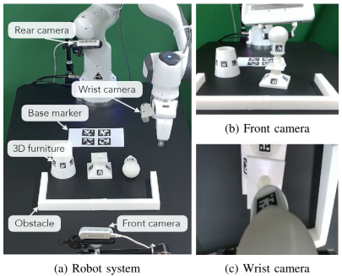 Rear camera
Wrist camera
Base marker
3D furniture
Obstacle
Front camera
(a) Robot system
(b) Front camera
(c) Wrist camera